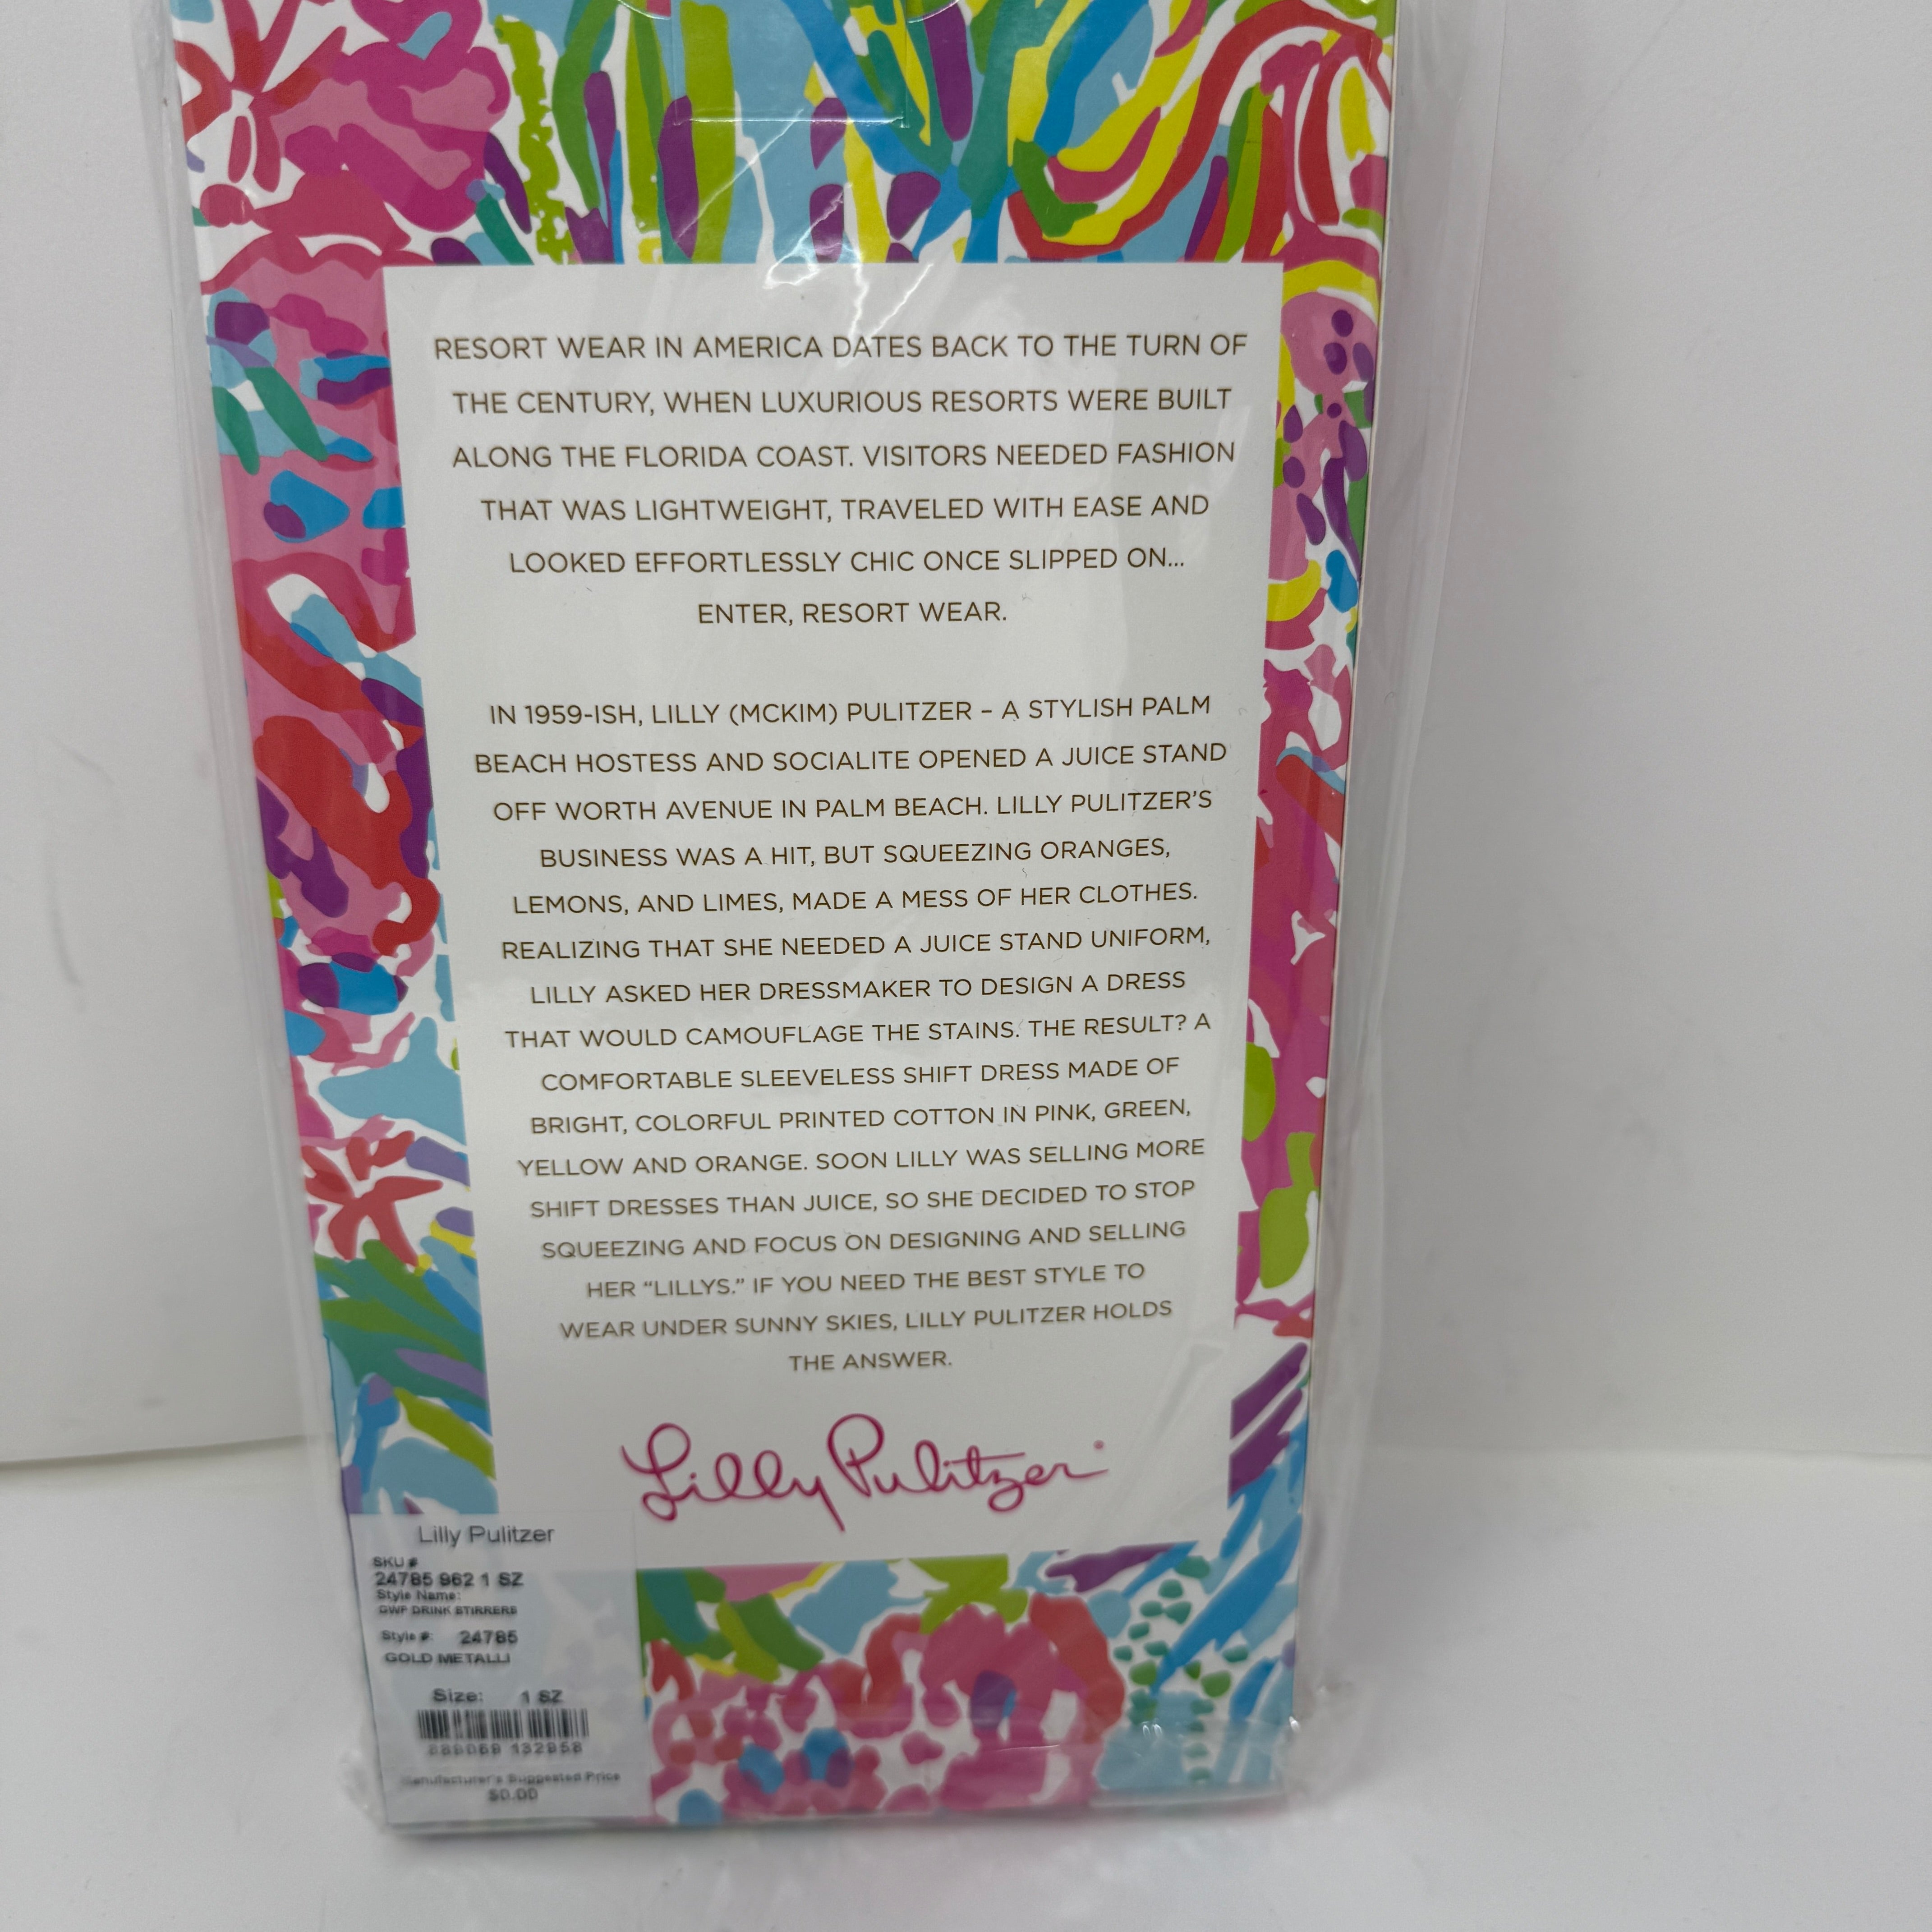 RESORT WEAR IN AMERICA DATES BACK TO THE TURN OF
THE CENTURY, WHEN LUXURIOUS RESORTS WERE BUILT
ALONG THE FLORIDA COAST. VISITORS NEEDED FASHION
THAT WAS LIGHTWEIGHT, TRAVELED WITH EASE AND
LOOKED EFFORTLESSLY CHIC ONCE SLIPPED ON...
ENTER, RESORT WEAR.
IN 1959-ISH, LILLY (MCKIM) PULITZER – A STYLISH PALM
BEACH HOSTESS AND SOCIALITE OPENED A JUICE STAND
OFF WORTH AVENUE IN PALM BEACH. LILLY PULITZER'S
BUSINESS WAS A HIT, BUT SQUEEZING ORANGES,
LEMONS, AND LIMES, MADE A MESS OF HER CLOTHES.
REALIZING THAT SHE NEEDED A JUICE STAND UNIFORM,
LILLY ASKED HER DRESSMAKER TO DESIGN A DRESS
THAT WOULD CAMOUFLAGE THE STAINS. THE RESULT? A
COMFORTABLE SLEEVELESS SHIFT DRESS MADE OF
BRIGHT, COLORFUL PRINTED COTTON IN PINK, GREEN,
YELLOW AND ORANGE. SOON LILLY WAS SELLING MORE
SHIFT DRESSES THAN JUICE, SO SHE DECIDED TO STOP
SQUEEZING AND FOCUS ON DESIGNING AND SELLING
HER “LILLYS.” IF YOU NEED THE BEST STYLE TO
WEAR UNDER SUNNY SKIES, LILLY PULITZER HOLDS
THE ANSWER.
Lilly Pulitzer
Lilly Pulitzer
SKU #
24785 962 1 SZ
Style Name:
GWP DRINK STIRRERS
Style #: 24785
GOLD METALLI
Size: 1 SZ
132958
Manufacturer's Suggested Price
$0.00